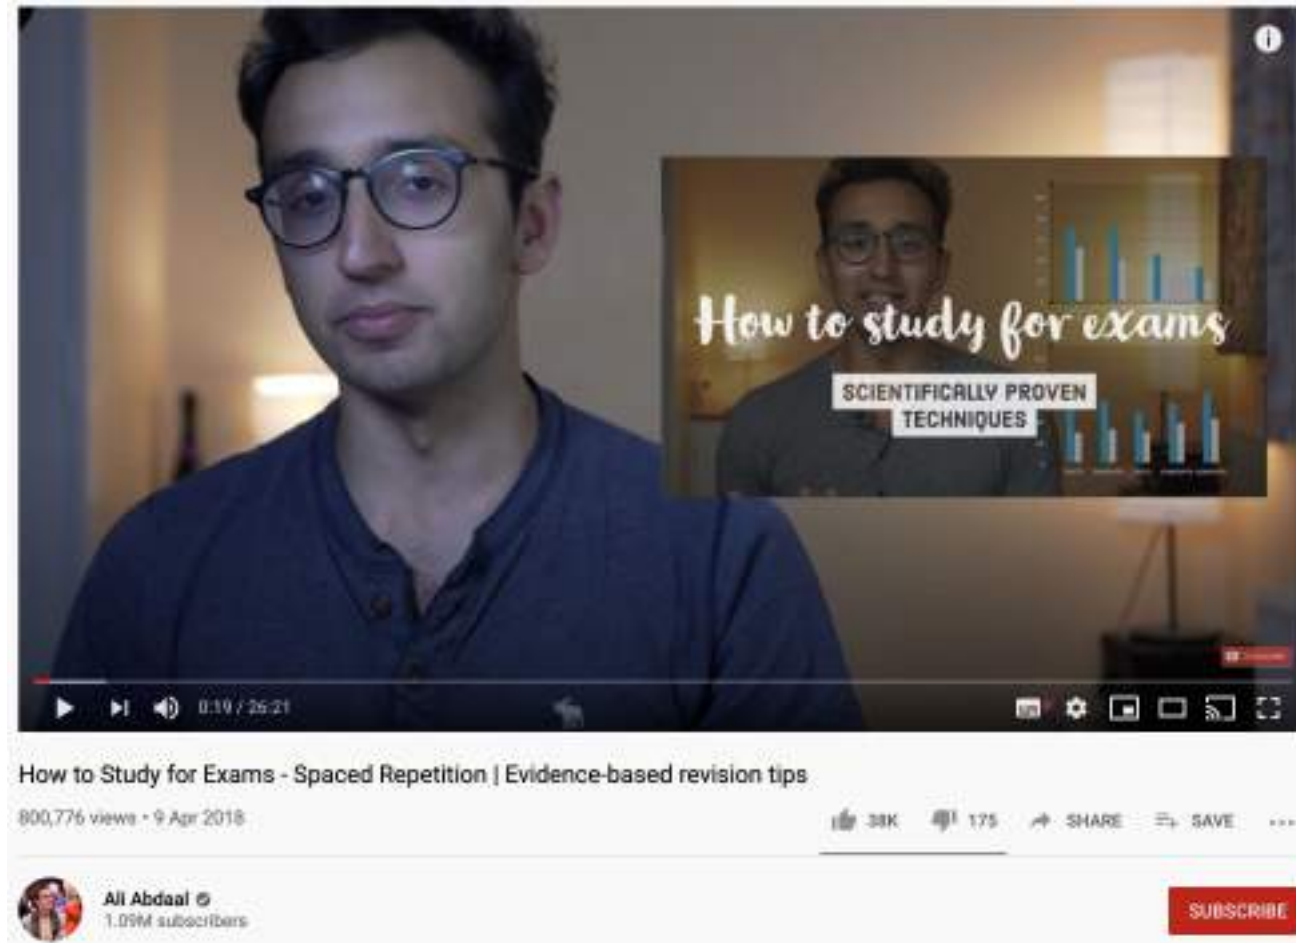 How to study for exams
SCIENTIFICALLY PROVEN
TECHNIQUES
0:19 / 26:21
How to Study for Exams - Spaced Repetition | Evidence-based revision tips
800,776 views • 9 Apr 2018
38K 175 SHARE SAVE
Ali Abdaal
1.09M subscribers
SUBSCRIBE